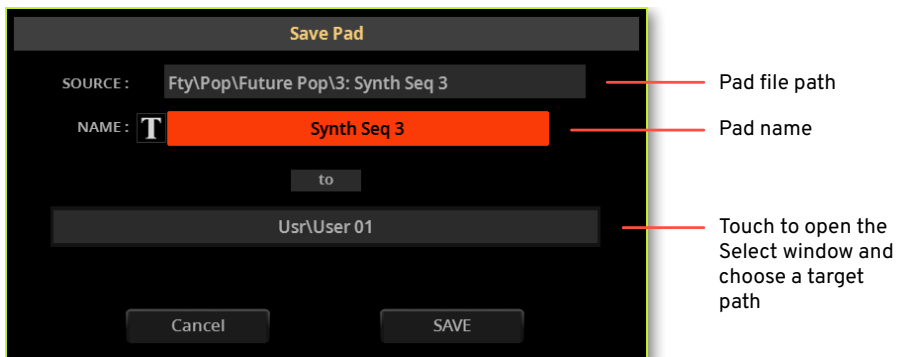 Save Pad
SOURCE : Fty\Pop\Future Pop\3: Synth Seq 3
Pad file path
NAME : T Synth Seq 3
Pad name
to
Usr\User 01
Touch to open the
Select window and
choose a target
path
Cancel SAVE